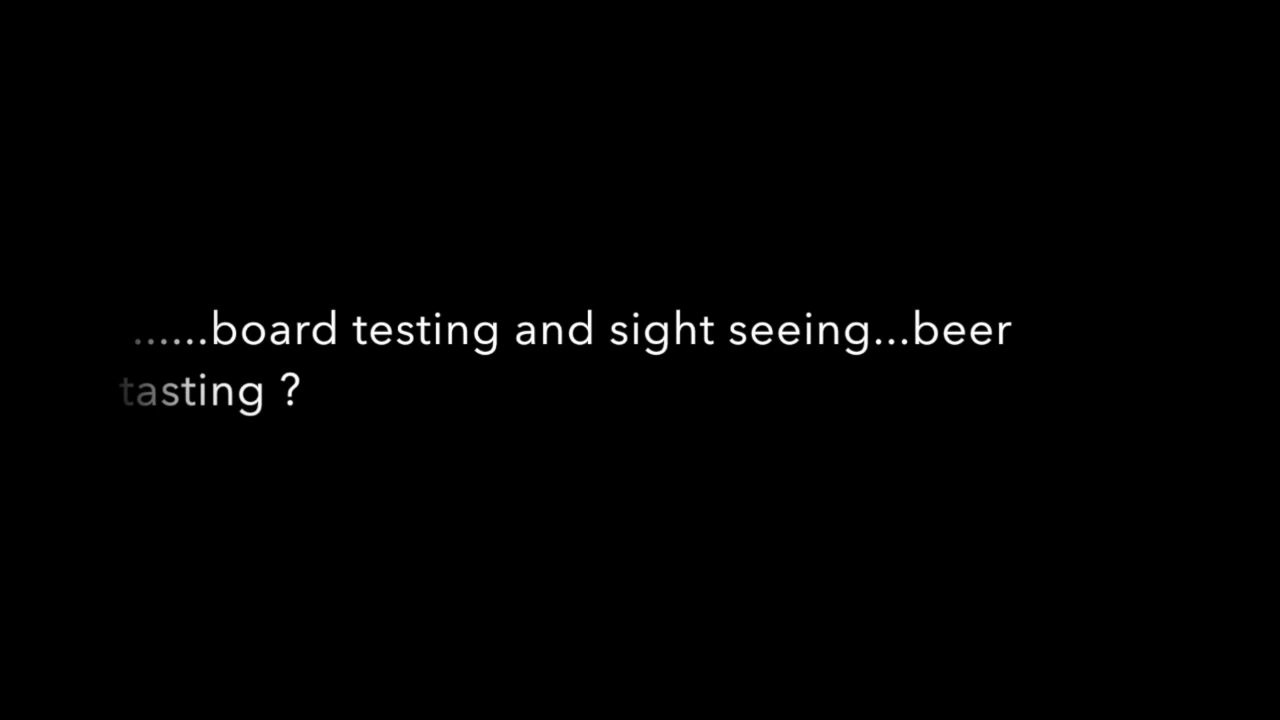 ......board testing and sight seeing...beer
tasting ?